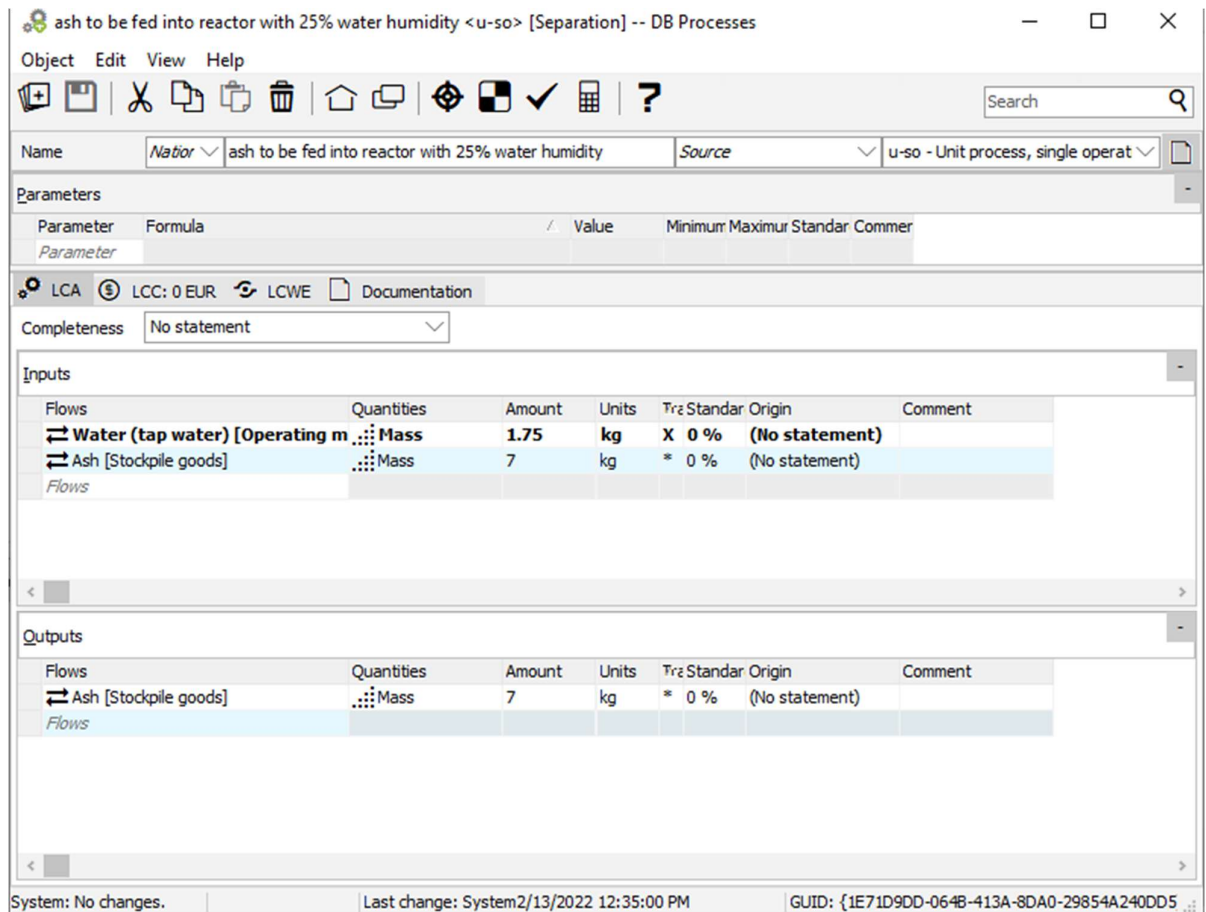 ash to be fed into reactor with 25% water humidity <u-so> [Separation] -- DB Processes
Object Edit View Help
? Search
Name Natior ash to be fed into reactor with 25% water humidity Source u-so - Unit process, single operat
Parameters -
Parameter Formula Value Minimum Maximur Standar Commer
Parameter
LCA LCC: 0 EUR LCWE Documentation
Completeness No statement
Inputs -
Flows Quantities Amount Units Tra Standar Origin Comment
Water (tap water) [Operating m Mass 1.75 kg X 0 % (No statement)
Ash [Stockpile goods] Mass 7 kg * 0 % (No statement)
Flows
Outputs -
Flows Quantities Amount Units Tra Standar Origin Comment
Ash [Stockpile goods] Mass 7 kg * 0 % (No statement)
Flows
System: No changes. Last change: System2/13/2022 12:35:00 PM GUID: {1E71D9DD-064B-413A-8DA0-29854A240DD5